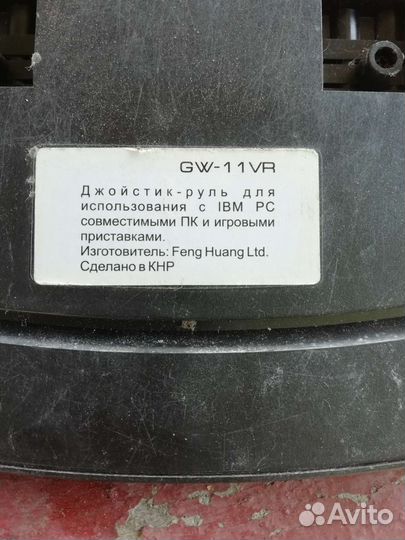 GW-11VR
Джойстик-руль для
использования с IBM PC
совместимыми ПК и игровыми
приставками.
Изготовитель: Feng Huang Ltd.
Сделано в КНР
Avito